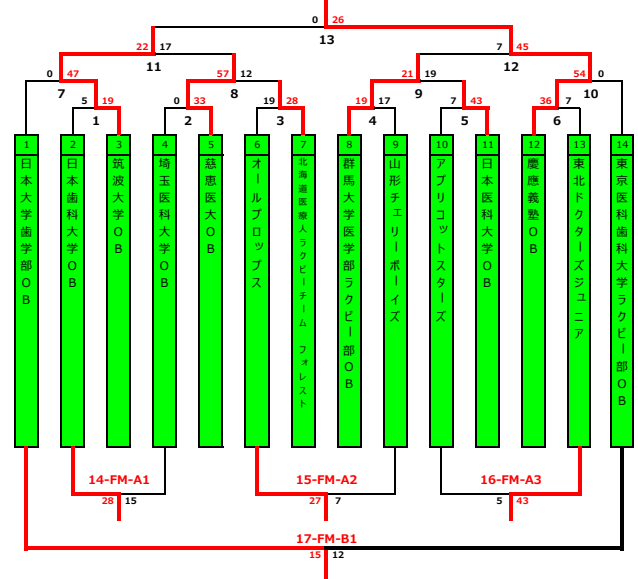 0 26
13
22 17
7 45
11
12
0 47
57 12
21 19
54 0
7
8
9
10
5 19
0 33
19 28
19 17
7 43
36 7
1
2
3
4
5
6
1
2
3
4
5
6
7
8
9
10
11
12
13
14
日本大学歯学部OB
日本歯科大学OB
筑波大学OB
埼玉医科大学OB
慈恵医大OB
オールプロップス
北海道医療人ラクビーチーム フォレスト
群馬大学医学部ラクビー部OB
山形チェリーボーイズ
アプリコットスターズ
日本医科大学OB
慶應義塾OB
東北ドクターズジュニア
東京医科歯科大学ラクビー部OB
14-FM-A1
15-FM-A2
16-FM-A3
28 15
27 7
5 43
17-FM-B1
15 12